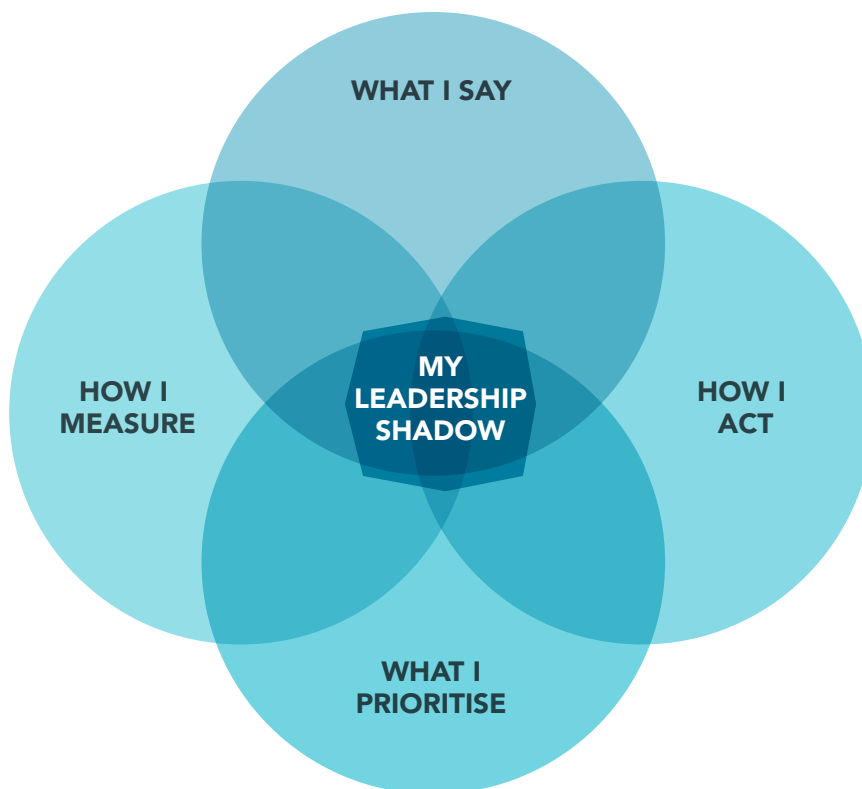 WHAT I SAY
HOW I
MEASURE
MY
LEADERSHIP
SHADOW
HOW I
ACT
WHAT I
PRIORITISE